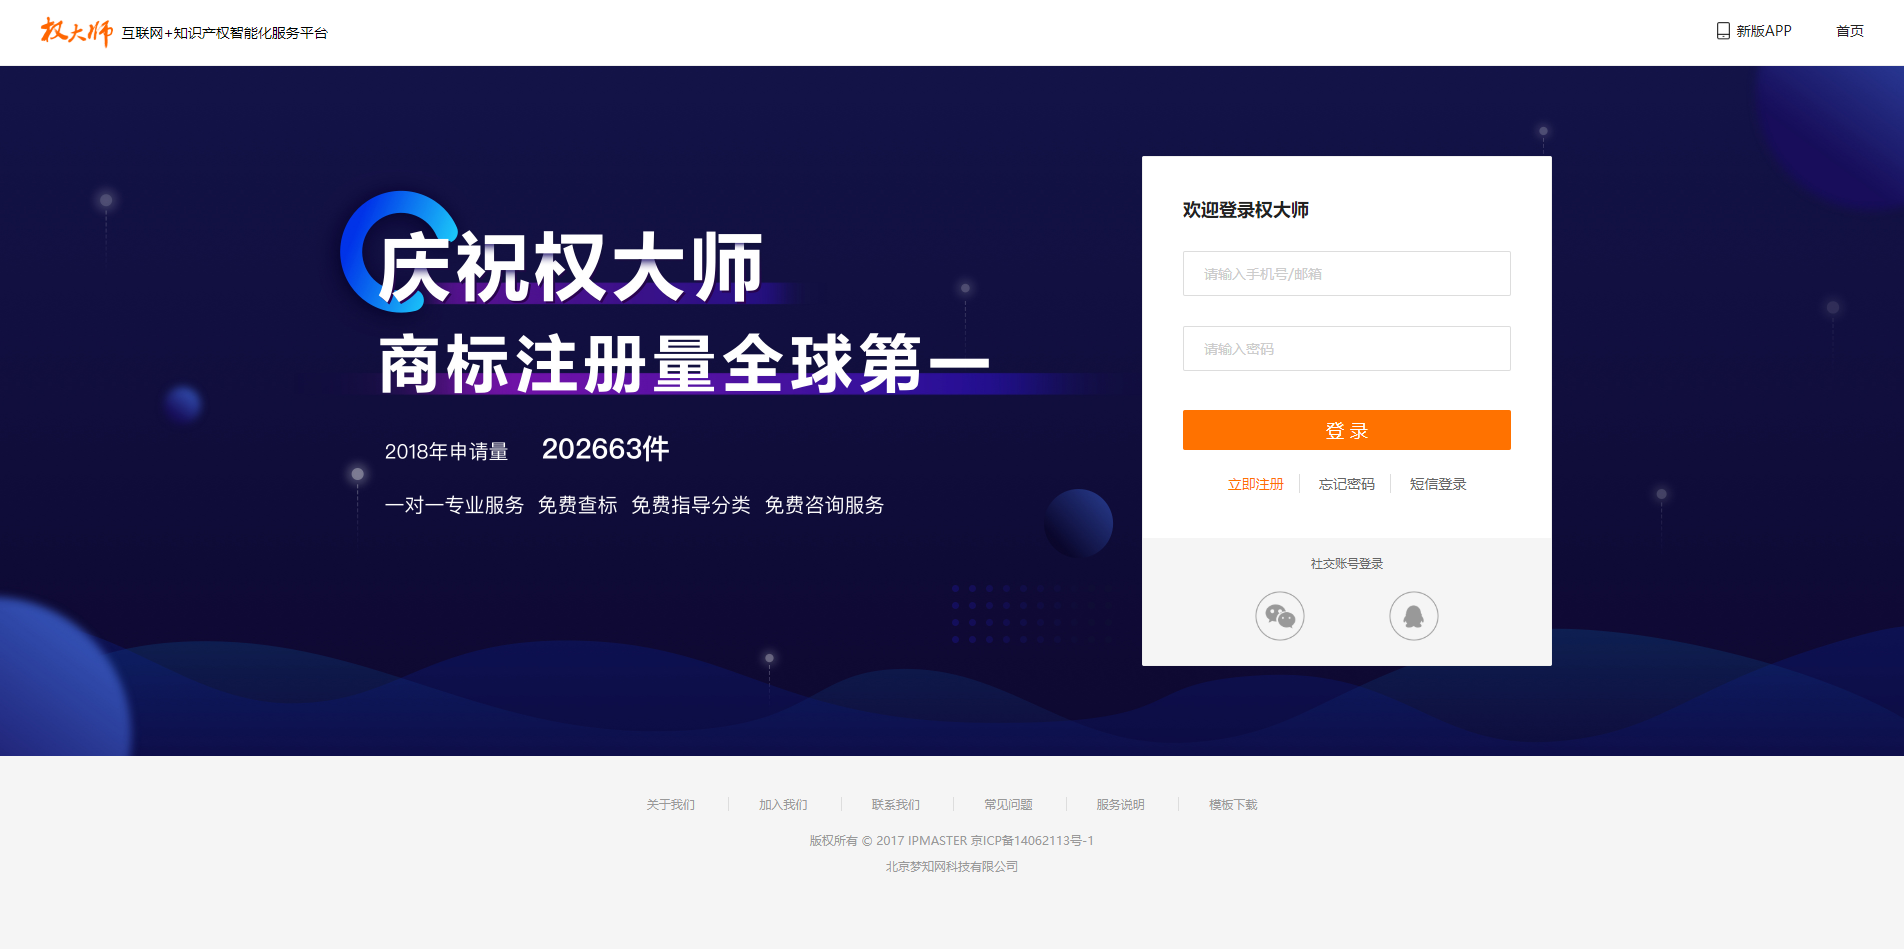 权大师 互联网+知识产权智能化服务平台
新版APP 首页
庆祝权大师
商标注册量全球第一
2018年申请量 202663件
一对一专业服务 免费查标 免费指导分类 免费咨询服务
欢迎登录权大师
请输入手机号/邮箱
请输入密码
登 录
立即注册 忘记密码 短信登录
社交账号登录
关于我们 加入我们 联系我们 常见问题 服务说明 模板下载
版权所有 © 2017 IPMASTER 京ICP备14062113号-1
北京梦知网科技有限公司